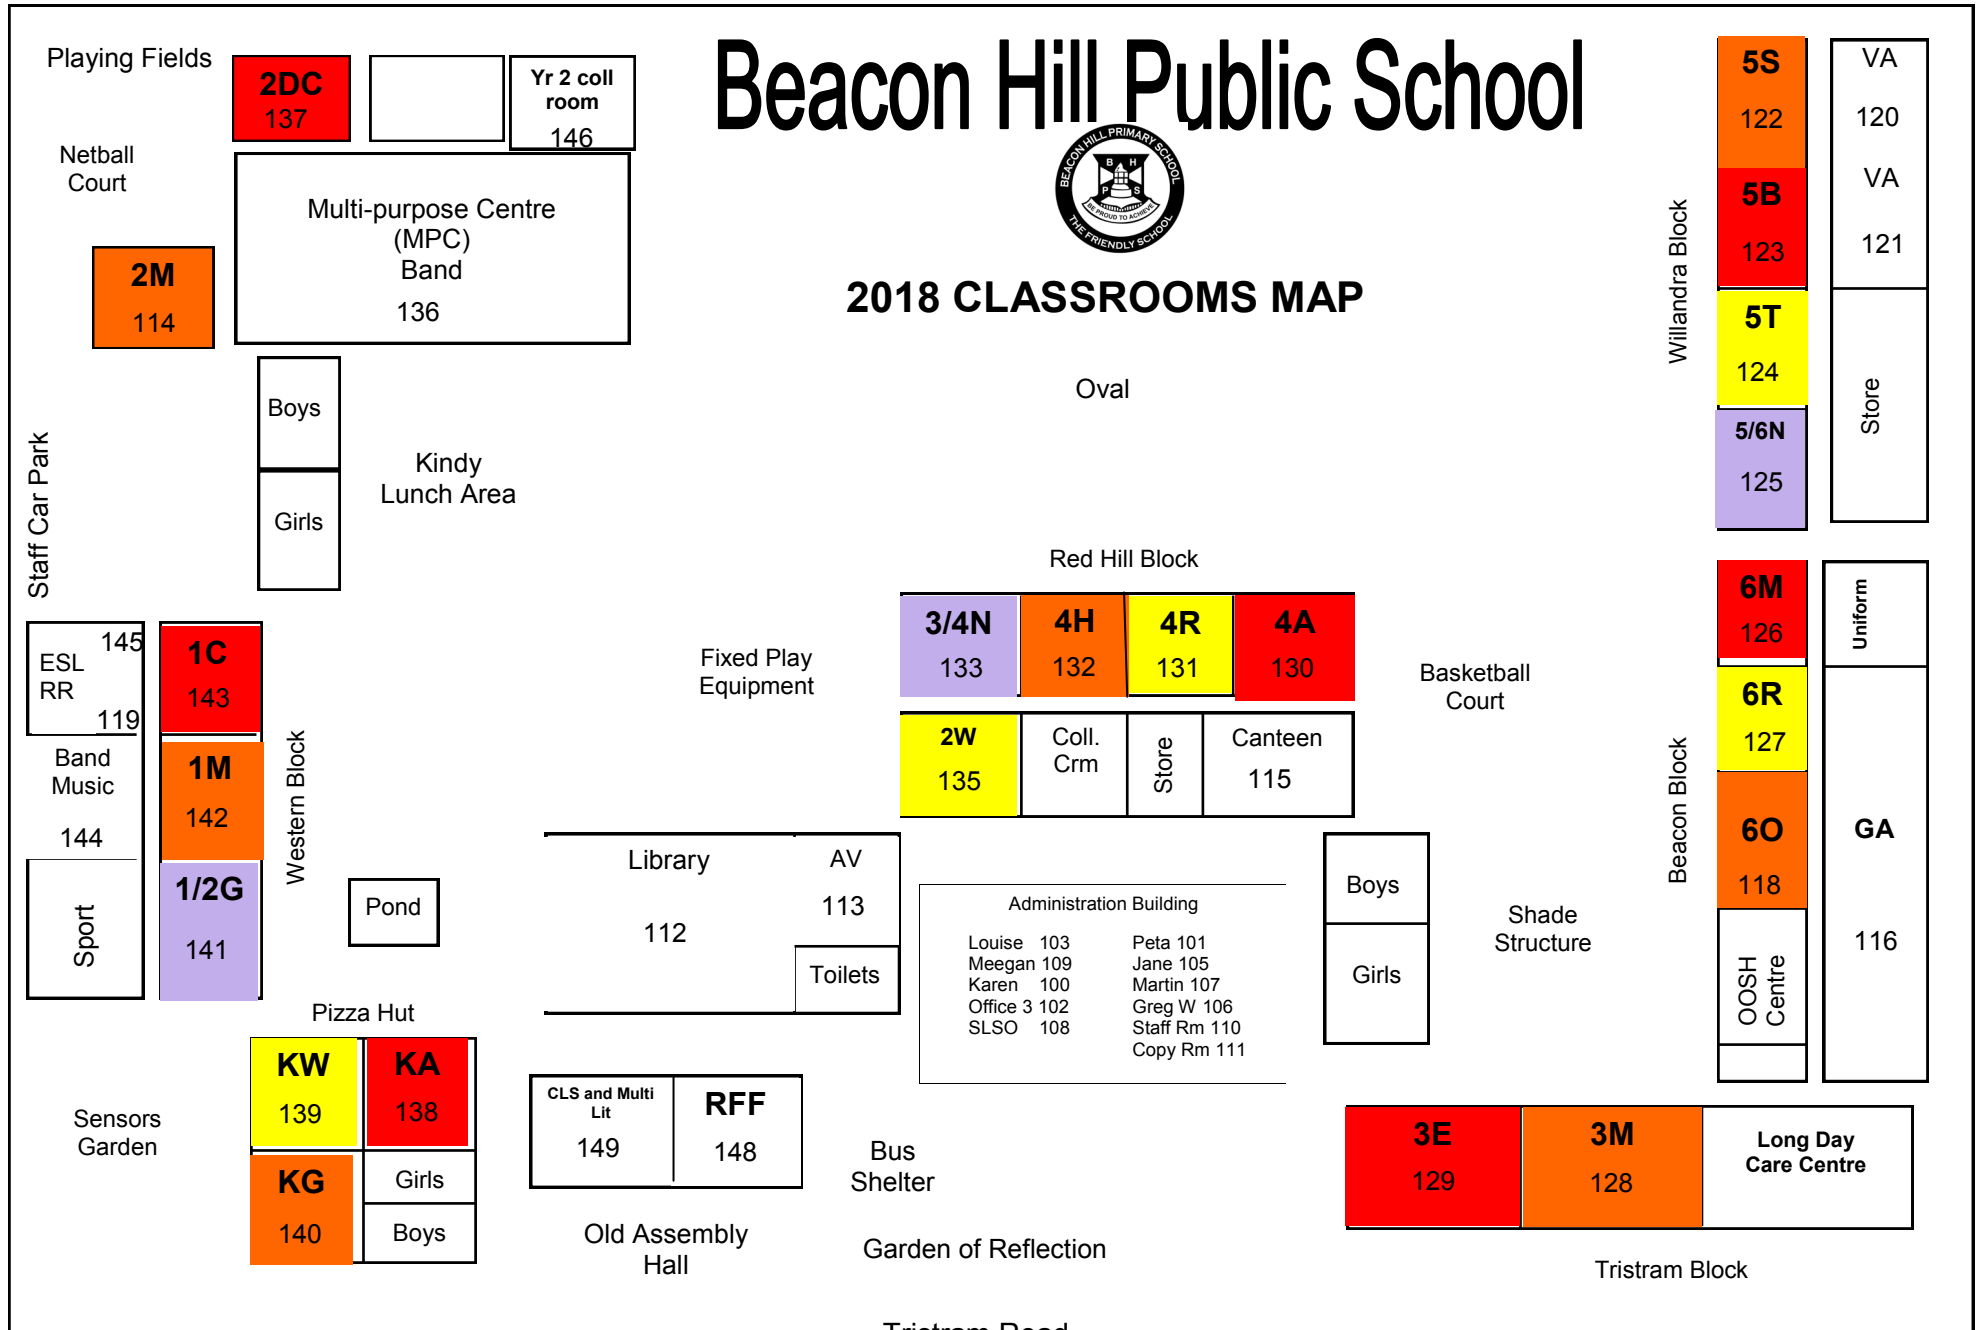 Beacon Hill Public School
BEACON HILL PRIMARY SCHOOL
B H
P S
BE PROUD TO ACHIEVE
THE FRIENDLY SCHOOL
2018 CLASSROOMS MAP
Playing Fields
2DC
137
Yr 2 coll
room
146
Netball
Court
Multi-purpose Centre
(MPC)
Band
136
2M
114
Boys
Girls
Kindy
Lunch Area
Staff Car Park
Oval
Willandra Block
5S
122
5B
123
5T
124
5/6N
125
VA
120
VA
121
Store
ESL
RR
145
119
Band
Music
144
Sport
1C
143
1M
142
1/2G
141
Western Block
Pond
Fixed Play
Equipment
Red Hill Block
3/4N
133
4H
132
4R
131
4A
130
2W
135
Coll.
Crm
Store
Canteen
115
Basketball
Court
Beacon Block
6M
126
6R
127
6O
118
OOSH
Centre
Uniform
GA
116
Library
112
AV
113
Toilets
Administration Building
Louise 103
Meegan 109
Karen 100
Office 3 102
SLSO 108
Peta 101
Jane 105
Martin 107
Greg W 106
Staff Rm 110
Copy Rm 111
Boys
Girls
Shade
Structure
Pizza Hut
KW
139
KA
138
KG
140
Girls
Boys
Sensors
Garden
CLS and Multi
Lit
149
RFF
148
Old Assembly
Hall
Bus
Shelter
Garden of Reflection
3E
129
3M
128
Long Day
Care Centre
Tristram Block
Tristram Road